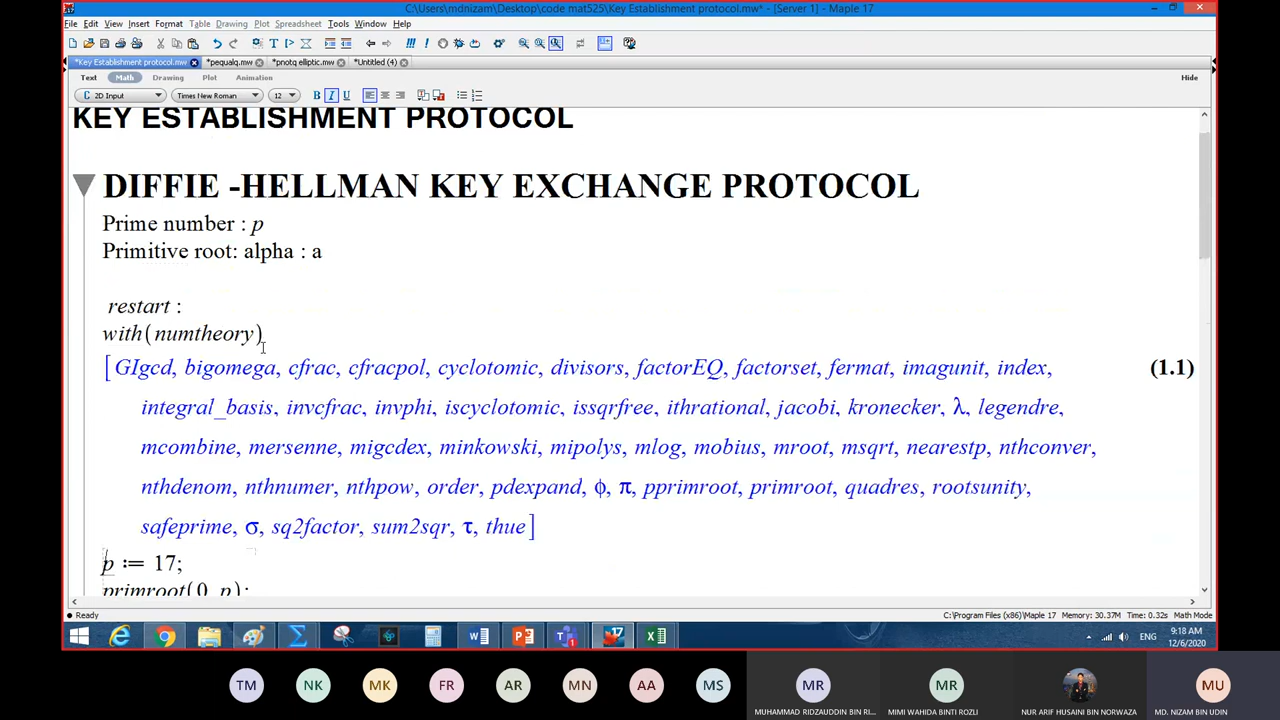 C:\Users\mdnizam\Desktop\code mat525\Key Establishment protocol.mw* - [Server 1] - Maple 17
File Edit View Insert Format Table Drawing Plot Spreadsheet Tools Window Help
*Key Establishment protocol.mw *pequalq.mw *pnotq elliptic.mw *Untitled (4)
Text Math Drawing Plot Animation Hide
C 2D Input Times New Roman 12 B I U
KEY ESTABLISHMENT PROTOCOL
DIFFIE -HELLMAN KEY EXCHANGE PROTOCOL
Prime number : p
Primitive root: alpha : a
restart :
with(numtheory)
[GIgcd, bigomega, cfrac, cfracpol, cyclotomic, divisors, factorEQ, factorset, fermat, imagunit, index, (1.1)
integral_basis, invcfrac, invphi, iscyclotomic, issqrfree, ithrational, jacobi, kronecker, λ, legendre,
mcombine, mersenne, migcdex, minkowski, mipolys, mlog, mobius, mroot, msqrt, nearestp, nthconver,
nthdenom, nthnumer, nthpow, order, pdexpand, ϕ, π, pprimroot, primroot, quadres, rootsunity,
safeprime, σ, sq2factor, sum2sqr, τ, thue]
p := 17;
primroot(0, p);
Ready C:\Program Files (x86)\Maple 17 Memory: 30.37M Time: 0.32s Math Mode
ENG 9:18 AM
12/6/2020
TM NK MK FR AR MN AA MS MR MR MU
MUHAMMAD RIDZAUDDIN BIN RI... MIMI WAHIDA BINTI ROZLI NUR ARIF HUSAINI BIN NORWAZA MD. NIZAM BIN UDIN